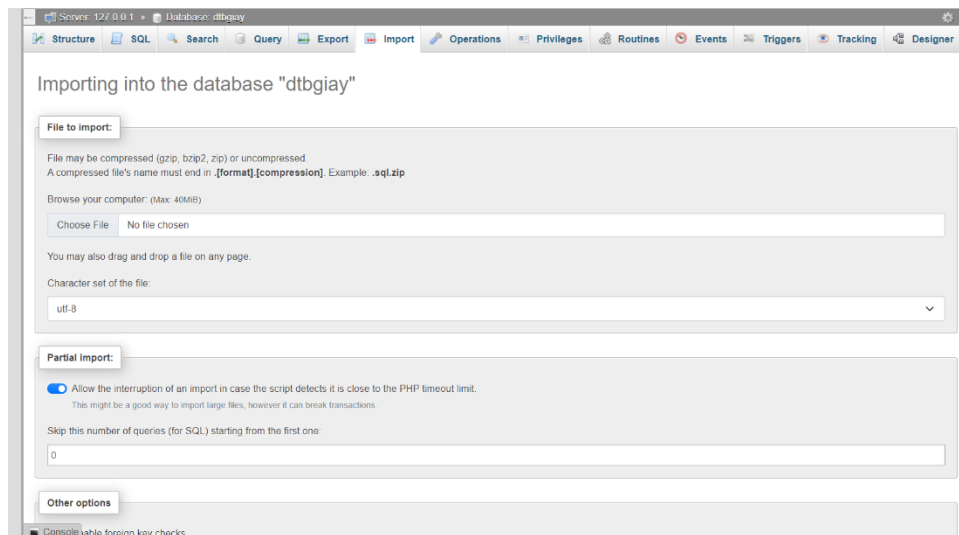 Server: 127.0.0.1 » Database: dtbgiay
Structure SQL Search Query Export Import Operations Privileges Routines Events Triggers Tracking Designer
Importing into the database "dtbgiay"
File to import:
File may be compressed (gzip, bzip2, zip) or uncompressed.
A compressed file's name must end in .[format].[compression]. Example: .sql.zip
Browse your computer: (Max: 40MiB)
Choose File No file chosen
You may also drag and drop a file on any page.
Character set of the file:
utf-8
Partial import:
Allow the interruption of an import in case the script detects it is close to the PHP timeout limit.
This might be a good way to import large files, however it can break transactions.
Skip this number of queries (for SQL) starting from the first one:
0
Other options
Console foreign key checks